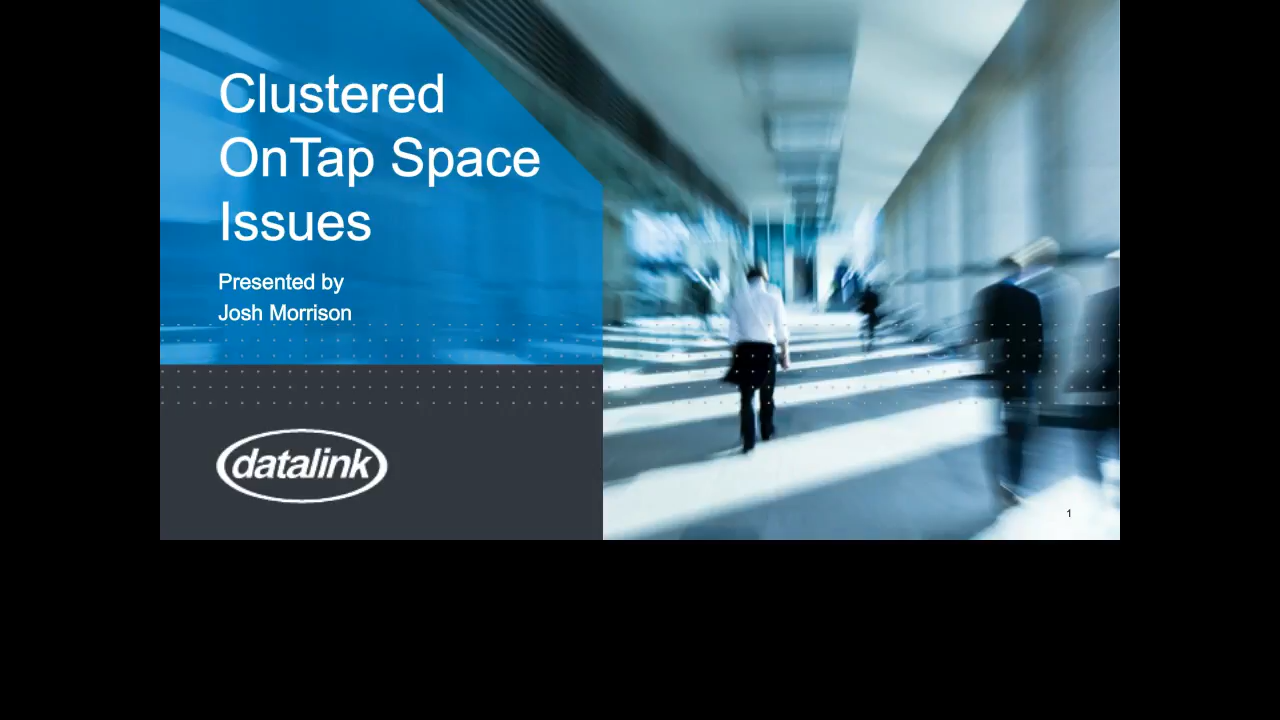 Clustered
OnTap Space
Issues
Presented by
Josh Morrison
datalink
1